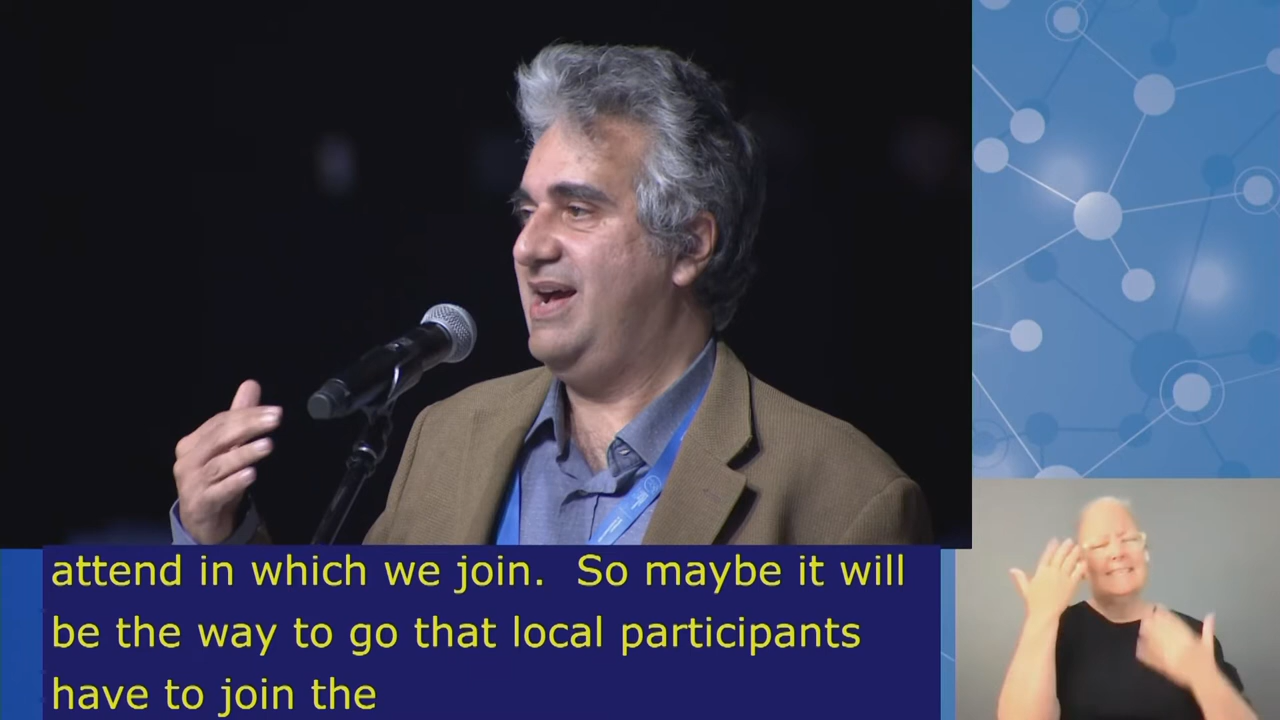 attend in which we join.  So maybe it will
be the way to go that local participants
have to join the